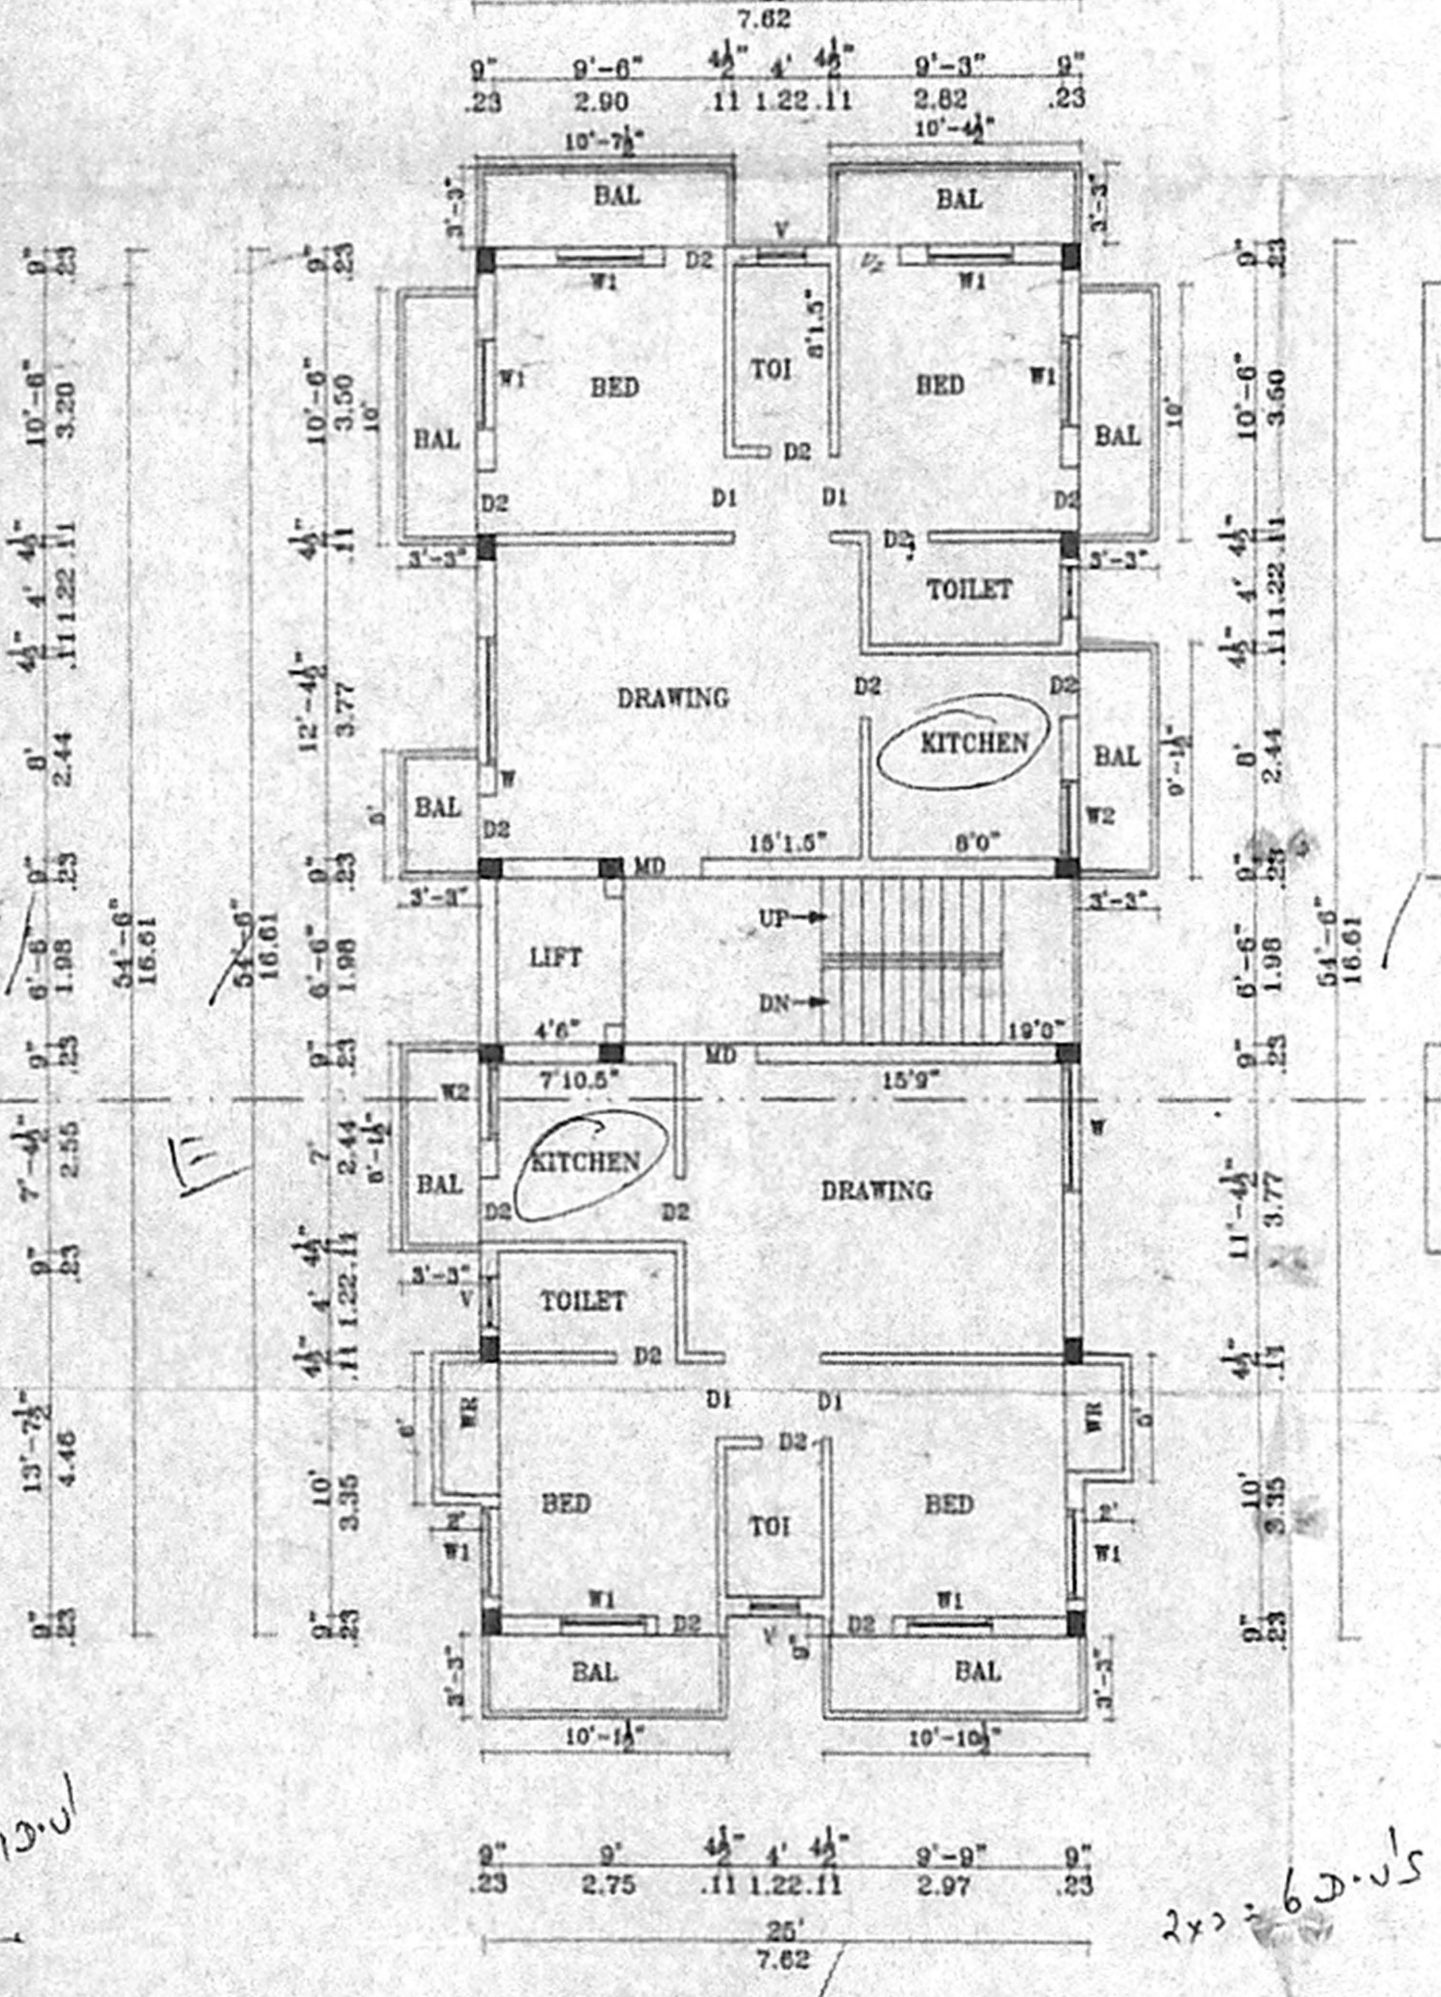 7.62
9" 9'-6" 4½" 4' 4½" 9'-3" 9"
.23 2.90 .11 1.22 .11 2.82 .23
10'-7½" 10'-4½"
3'-3" BAL BAL 3'-3"
V
D2 D2
W1 W1
9" .23 9" .23 9" .23
8'1.5"
10'-6" 3.20 10'-6" 3.50 10' BAL W1 BED TOI BED W1 BAL 10' 10'-6"
D2
D2 D1 D1 D2
4½" .11 4½" .11 D2 4½" .11
3'-3" 3'-3"
4' 1.22 TOILET 4' 1.22
4½" .11 4½" .11
12'-4½" 3.77 DRAWING D2 D2
KITCHEN
8' 2.44 BAL 9'-1½" 8' 2.44
W
5' BAL D2 W2
15'1.5" 8'0"
9" .23 9" .23 MD 9" .23
3'-3" 3'-3"
UP
54'-6" 16.61 54'-6" 16.61 54'-6" 16.61
6'-6" 1.98 6'-6" 1.98 LIFT 6'-6" 1.98
DN
4'6" 19'0"
9" .23 9" .23 MD 9" .23
7'10.5" 15'9"
W2 W
7'-4½" 2.55 7' 2.44 8'-1½" BAL KITCHEN DRAWING 11'-4½" 3.77
E
D2 D2
9" .23 4½" .11
3'-3"
4' 1.22 V TOILET
4½" .11 D2 4½" .11
D1 D1
13'-7½" 4.46 6' WR WR 5'
D2
10' 3.35 BED TOI BED 10' 3.35
2' 2'
W1 W1
W1 W1
9" .23 9" .23 D2 V 9" D2 9" .23
3'-3" BAL BAL 3'-3"
10'-1½" 10'-10½"
D.U
9" 9' 4½" 4' 4½" 9'-9" 9"
.23 2.75 .11 1.22 .11 2.97 .23
= 6 D.U'S
25'
7.62